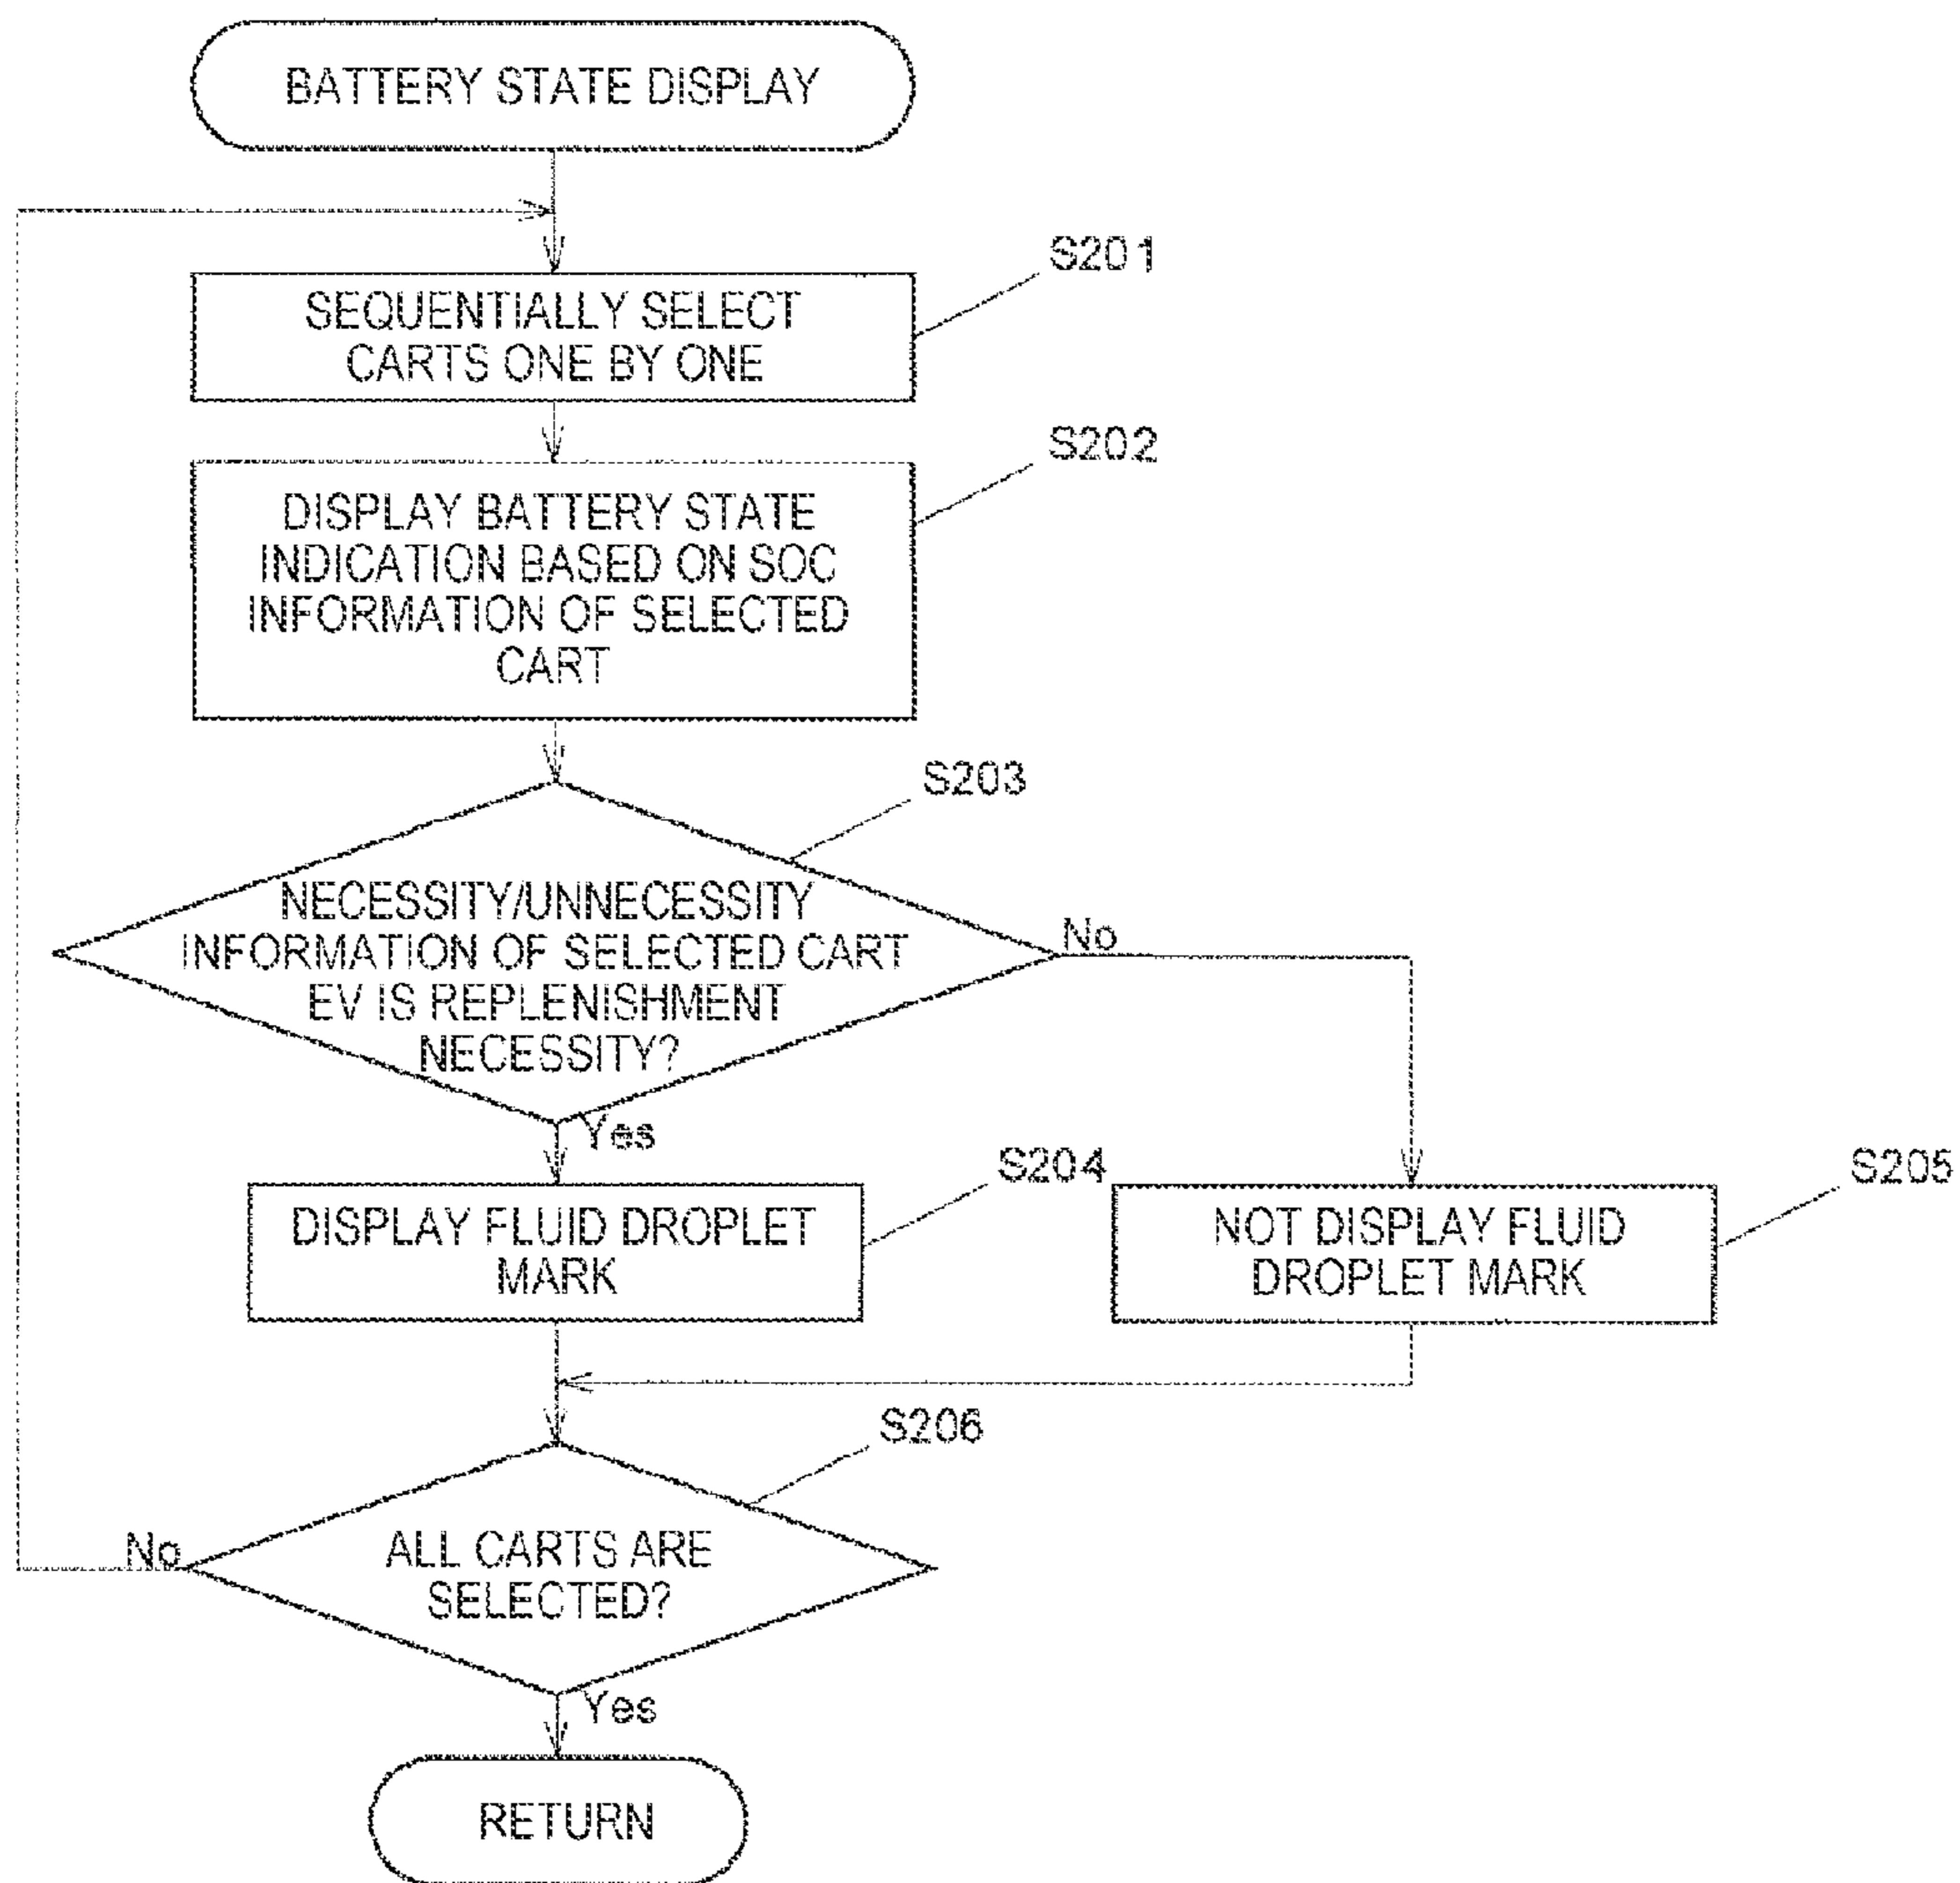 BATTERY STATE DISPLAY
S201
SEQUENTIALLY SELECT
CARTS ONE BY ONE
S202
DISPLAY BATTERY STATE
INDICATION BASED ON SOC
INFORMATION OF SELECTED
CART
S203
NECESSITY/UNNECESSITY
INFORMATION OF SELECTED CART
EV IS REPLENISHMENT
NECESSITY?
No
Yes
S204
DISPLAY FLUID DROPLET
MARK
S205
NOT DISPLAY FLUID
DROPLET MARK
S206
ALL CARTS ARE
SELECTED?
No
Yes
RETURN